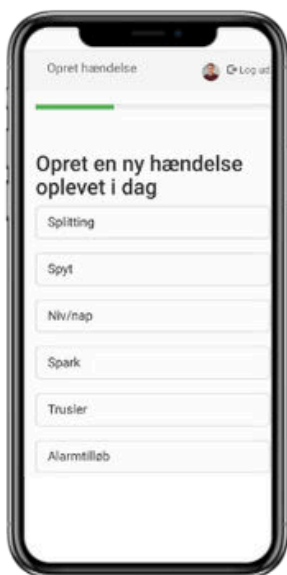 Opret hændelse
Log ud
Opret en ny hændelse
oplevet i dag
Splitting
Spyt
Niv/nap
Spark
Trusler
Alarmtilløb